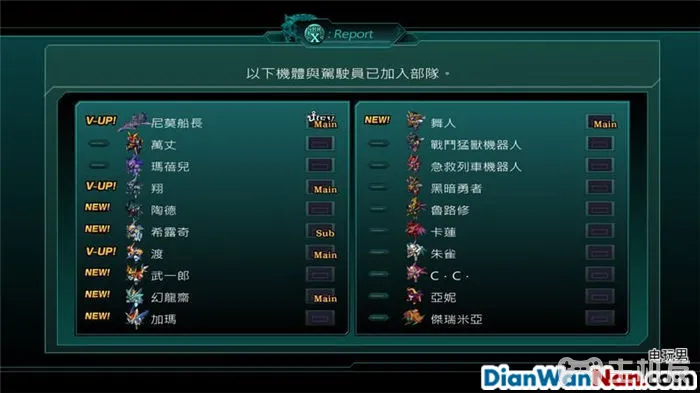 X : Report
以下機體與駕駛員已加入部隊。
V-UP! 尼莫船長 Main
萬丈
瑪蓓兒
V-UP! 翔 Main
NEW! 陶德
NEW! 希露奇 Sub
V-UP! 渡 Main
NEW! 武一郎
NEW! 幻龍齋 Main
NEW! 加瑪
NEW! 舞人 Main
戰鬥猛獸機器人
急救列車機器人
黑暗勇者
魯路修
卡蓮
朱雀
C・C・
亞妮
傑瑞米亞
电玩男
DianWanNan.com